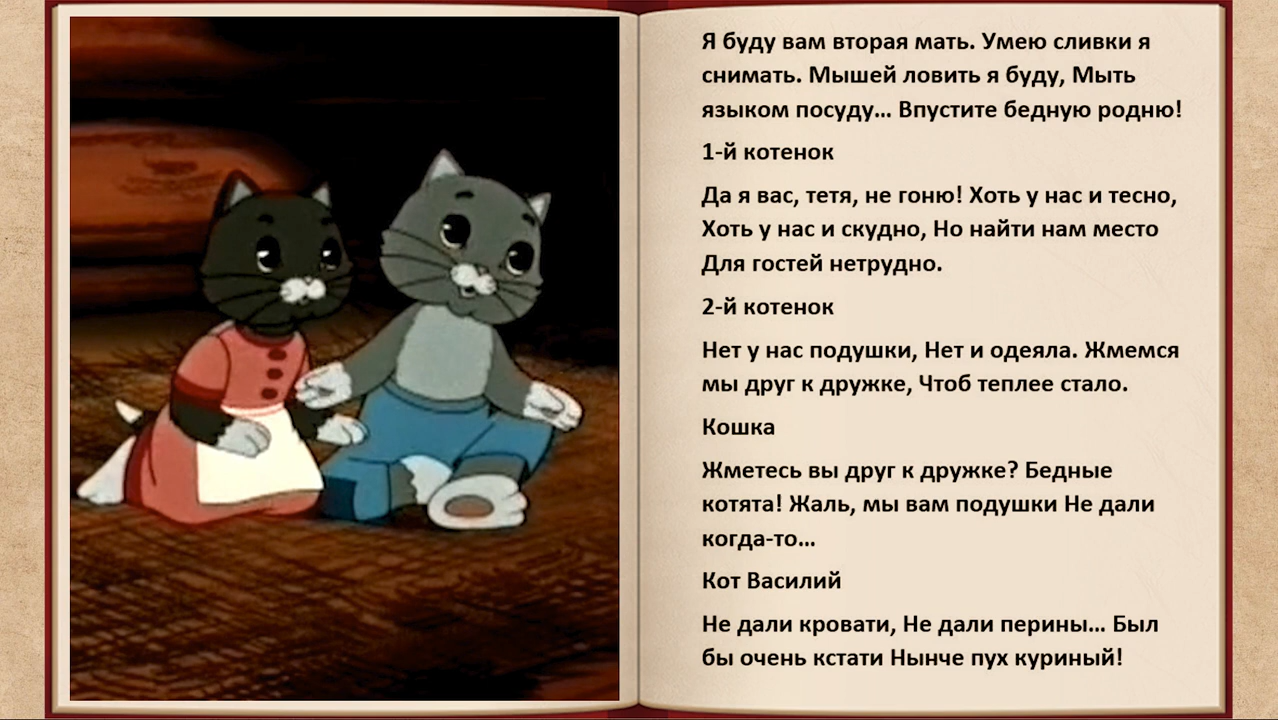 Я буду вам вторая мать. Умею сливки я
снимать. Мышей ловить я буду, Мыть
языком посуду... Впустите бедную родню!
1-й котенок
Да я вас, тетя, не гоню! Хоть у нас и тесно,
Хоть у нас и скудно, Но найти нам место
Для гостей нетрудно.
2-й котенок
Нет у нас подушки, Нет и одеяла. Жмемся
мы друг к дружке, Чтоб теплее стало.
Кошка
Жметесь вы друг к дружке? Бедные
котята! Жаль, мы вам подушки Не дали
когда-то...
Кот Василий
Не дали кровати, Не дали перины... Был
бы очень кстати Нынче пух куриный!